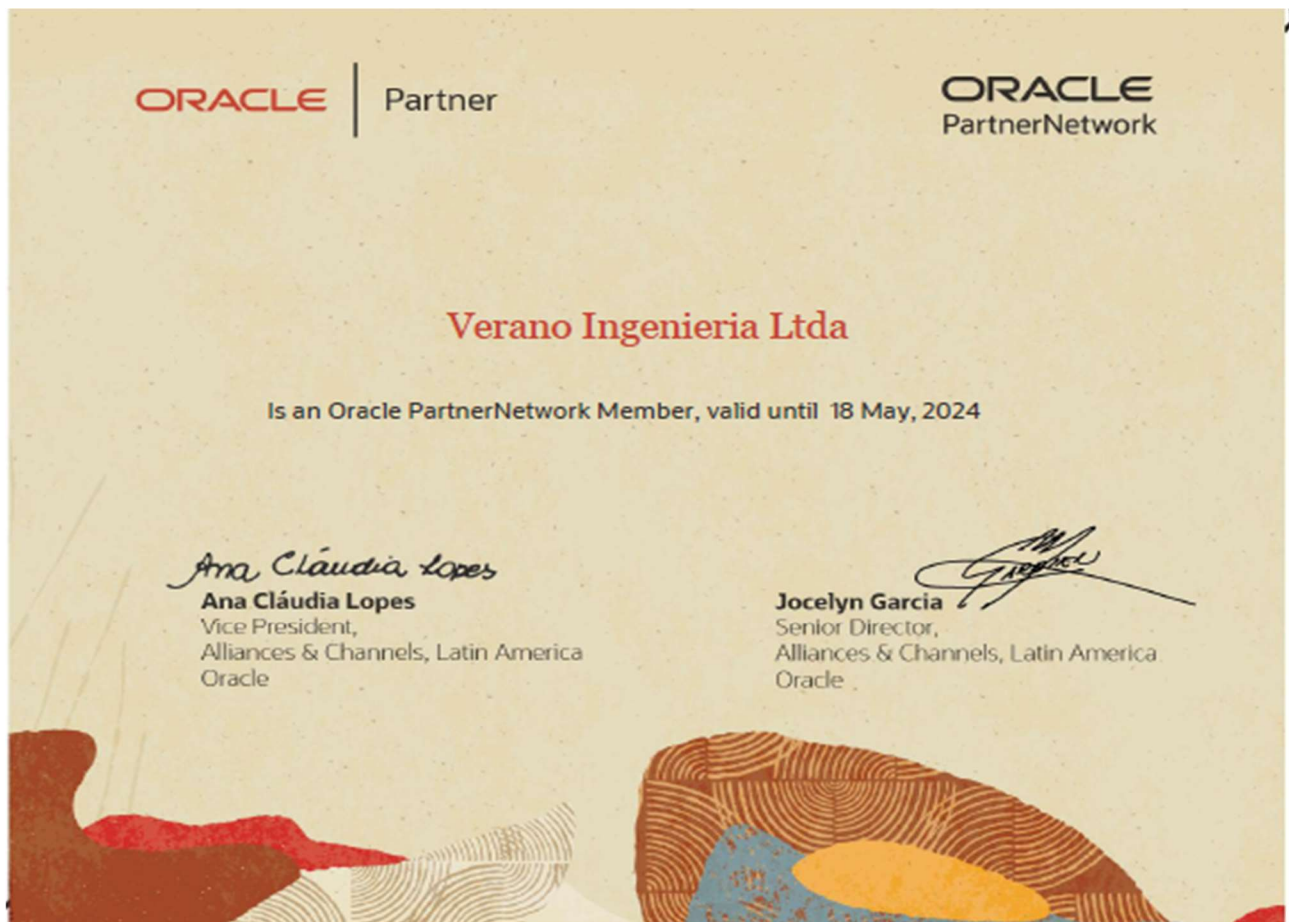 ORACLE | Partner
ORACLE
PartnerNetwork
Verano Ingenieria Ltda
Is an Oracle PartnerNetwork Member, valid until 18 May, 2024
Ana Cláudia Lopes
Ana Cláudia Lopes
Vice President,
Alliances & Channels, Latin America
Oracle
Jocelyn Garcia
Senior Director,
Alliances & Channels, Latin America
Oracle